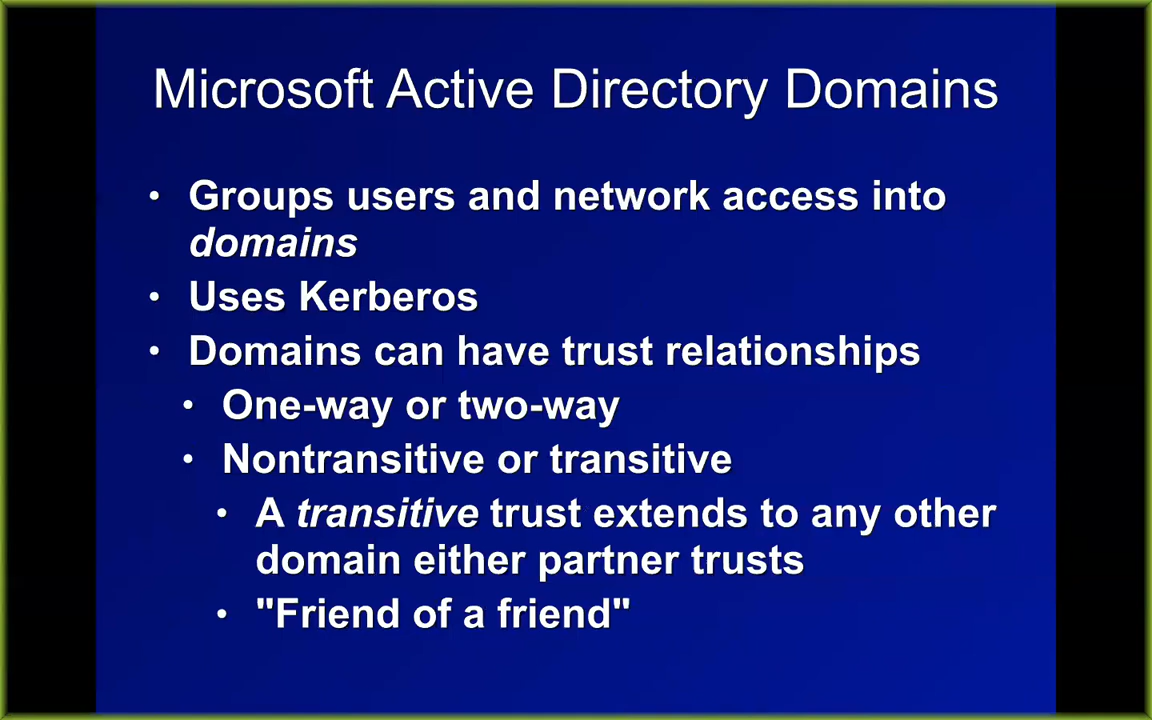 Microsoft Active Directory Domains
• Groups users and network access into
domains
• Uses Kerberos
• Domains can have trust relationships
• One-way or two-way
• Nontransitive or transitive
• A transitive trust extends to any other
domain either partner trusts
• "Friend of a friend"